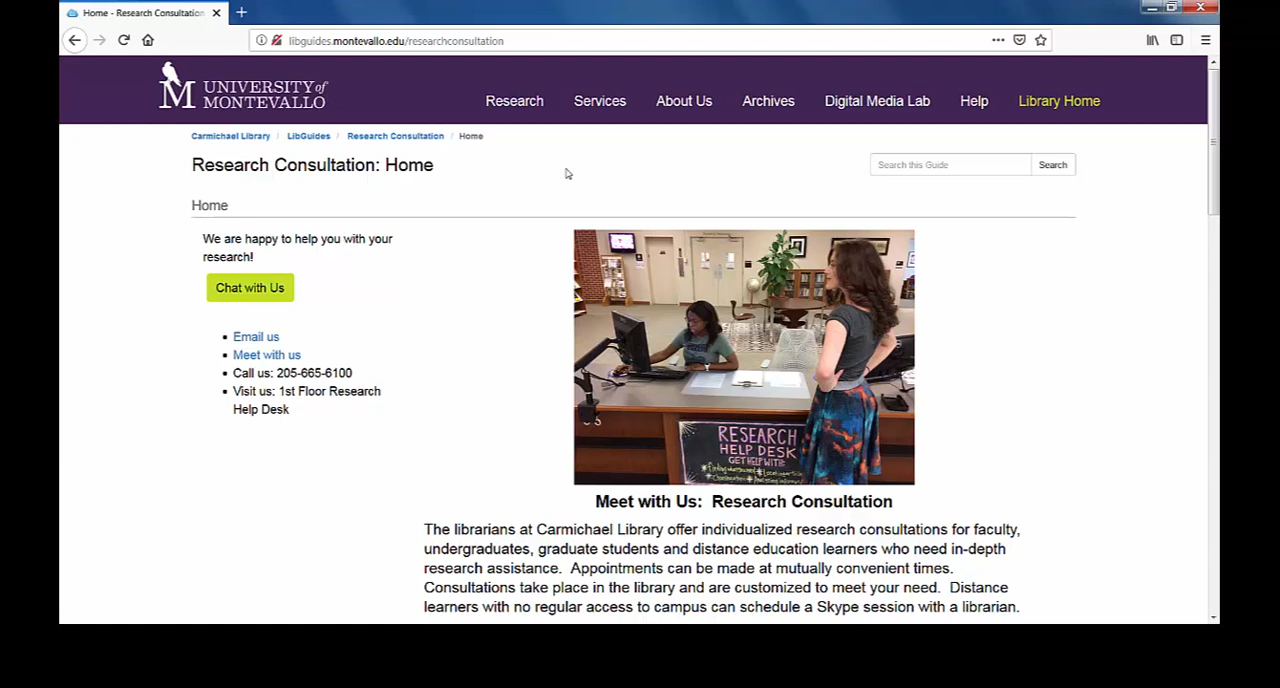 Home - Research Consultation
libguides.montevallo.edu/researchconsultation
UNIVERSITY of
MONTEVALLO
Research Services About Us Archives Digital Media Lab Help Library Home
Carmichael Library / LibGuides / Research Consultation / Home
Research Consultation: Home
Search this Guide Search
Home
We are happy to help you with your
research!
Chat with Us
Email us
Meet with us
Call us: 205-665-6100
Visit us: 1st Floor Research
Help Desk
RESEARCH
HELP DESK
GET HELP WITH:
Meet with Us: Research Consultation
The librarians at Carmichael Library offer individualized research consultations for faculty,
undergraduates, graduate students and distance education learners who need in-depth
research assistance. Appointments can be made at mutually convenient times.
Consultations take place in the library and are customized to meet your need. Distance
learners with no regular access to campus can schedule a Skype session with a librarian.